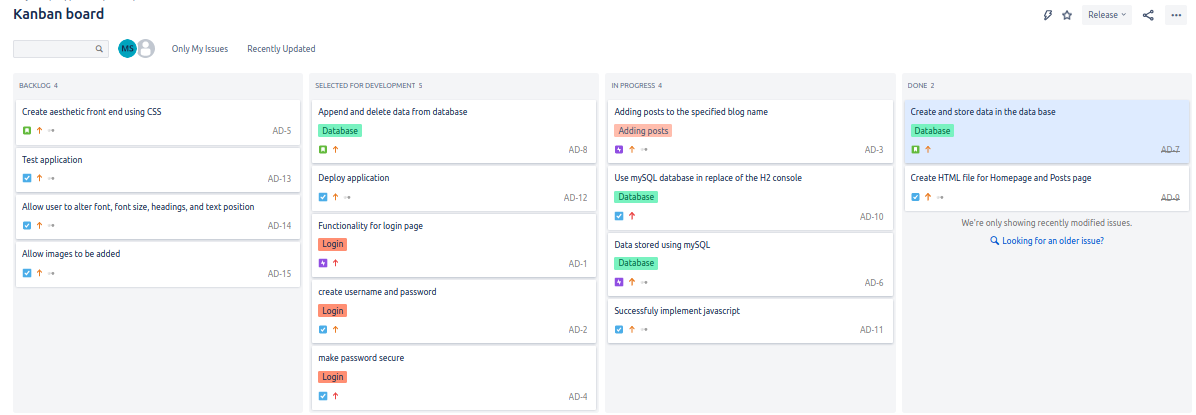 Kanban board
Release
MS
Only My Issues
Recently Updated
BACKLOG 4
Create aesthetic front end using CSS
AD-5
Test application
AD-13
Allow user to alter font, font size, headings, and text position
AD-14
Allow images to be added
AD-15
SELECTED FOR DEVELOPMENT 5
Append and delete data from database
Database
AD-8
Deploy application
AD-12
Functionality for login page
Login
AD-1
create username and password
Login
AD-2
make password secure
Login
AD-4
IN PROGRESS 4
Adding posts to the specified blog name
Adding posts
AD-3
Use mySQL database in replace of the H2 console
Database
AD-10
Data stored using mySQL
Database
AD-6
Successfuly implement javascript
AD-11
DONE 2
Create and store data in the data base
Database
AD-7
Create HTML file for Homepage and Posts page
AD-9
We're only showing recently modified issues.
Looking for an older issue?